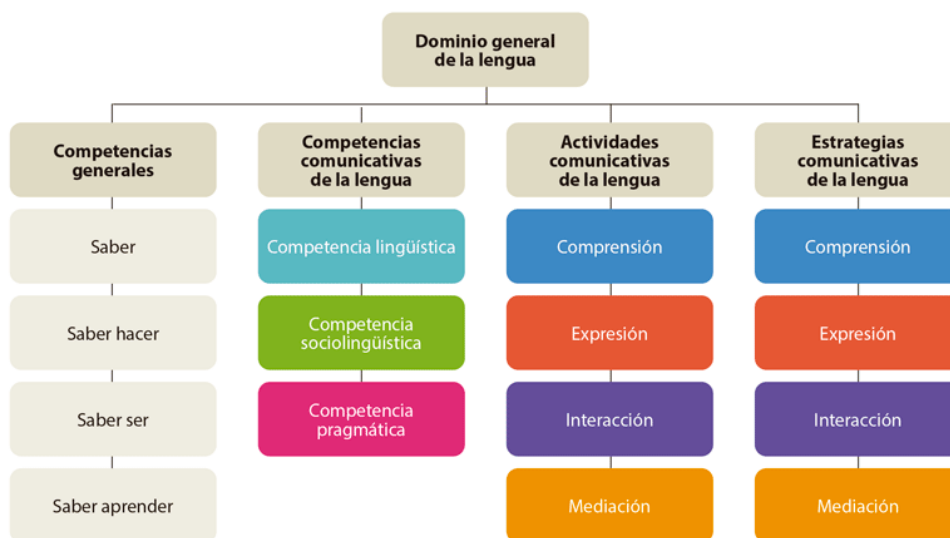 Dominio general
de la lengua
Competencias
generales
Saber
Saber hacer
Saber ser
Saber aprender
Competencias
comunicativas
de la lengua
Competencia lingüística
Competencia
sociolingüística
Competencia
pragmática
Actividades
comunicativas
de la lengua
Comprensión
Expresión
Interacción
Mediación
Estrategias
comunicativas
de la lengua
Comprensión
Expresión
Interacción
Mediación